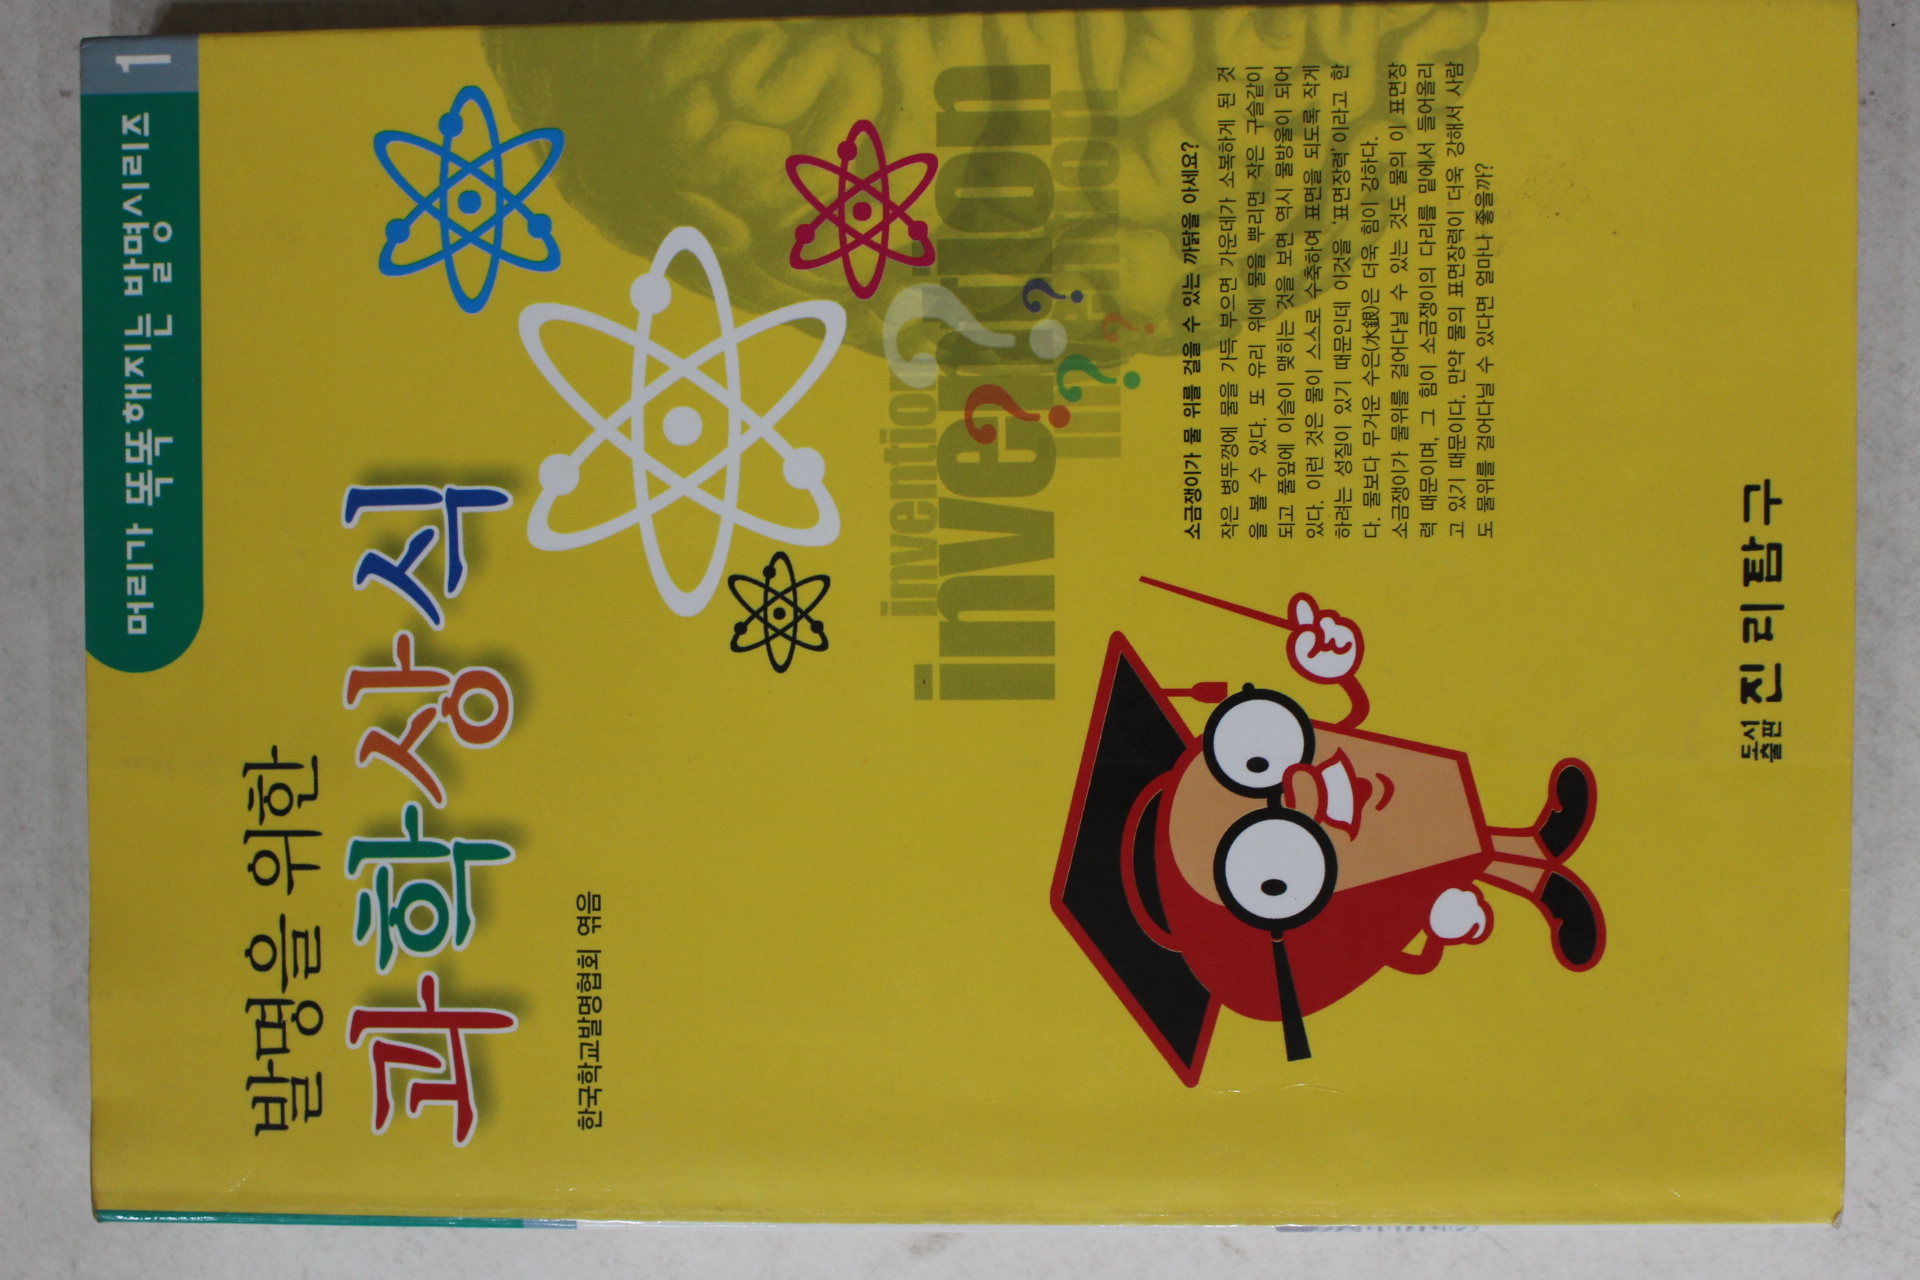 머리가 똑똑해지는 발명시리즈 1
발명을 위한
과학상식
한국학교발명협회 엮음
invention
invention
invention
소금쟁이가 물 위를 걸을 수 있는 까닭을 아세요?
작은 병뚜껑에 물을 가득 부으면 가운데가 소복하게 된 것
을 볼 수 있다. 또 유리 위에 물을 뿌리면 작은 구슬같이
되고 풀잎에 이슬이 맺히는 것을 보면 역시 물방울이 되어
있다. 이런 것은 물이 스스로 수축하여 표면을 되도록 작게
하려는 성질이 있기 때문인데 이것을 '표면장력' 이라고 한
다. 물보다 무거운 수은(水銀)은 더욱 힘이 강하다.
소금쟁이가 물위를 걸어다닐 수 있는 것도 물의 이 표면장
력 때문이며, 그 힘이 소금쟁이의 다리를 밑에서 들어올리
고 있기 때문이다. 만약 물의 표면장력이 더욱 강해서 사람
도 물위를 걸어다닐 수 있다면 얼마나 좋을까?
도서출판 진리탐구